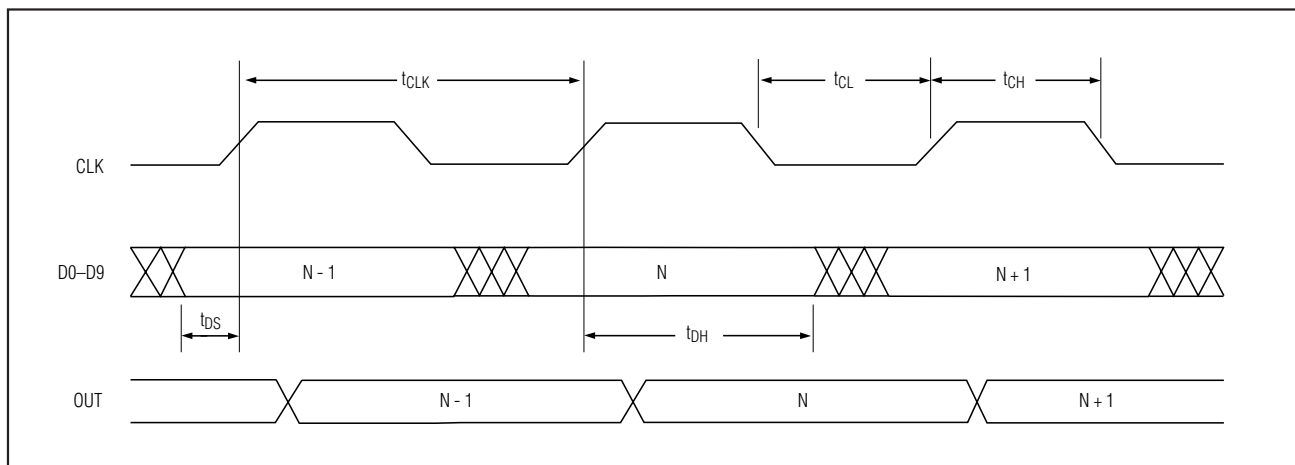 tCLK
tCL
tCH
CLK
D0–D9
N - 1
N
N + 1
tDS
tDH
OUT
N - 1
N
N + 1